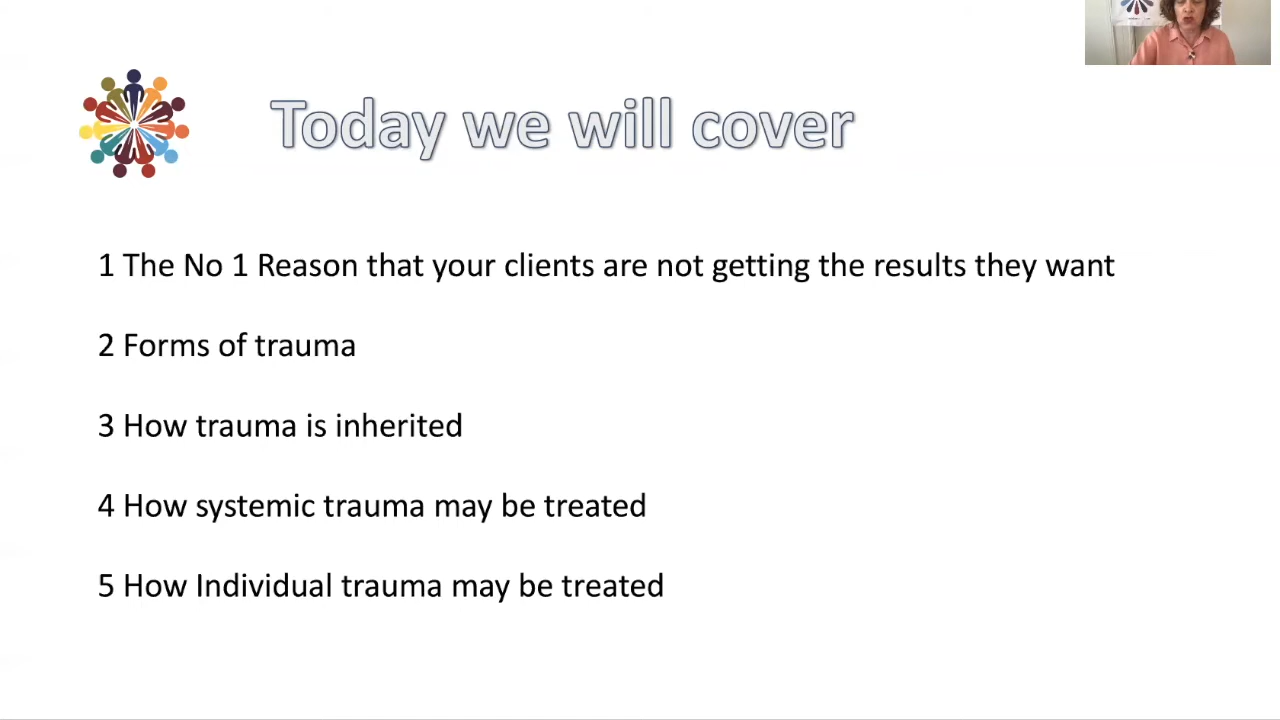 Today we will cover
1 The No 1 Reason that your clients are not getting the results they want
2 Forms of trauma
3 How trauma is inherited
4 How systemic trauma may be treated
5 How Individual trauma may be treated